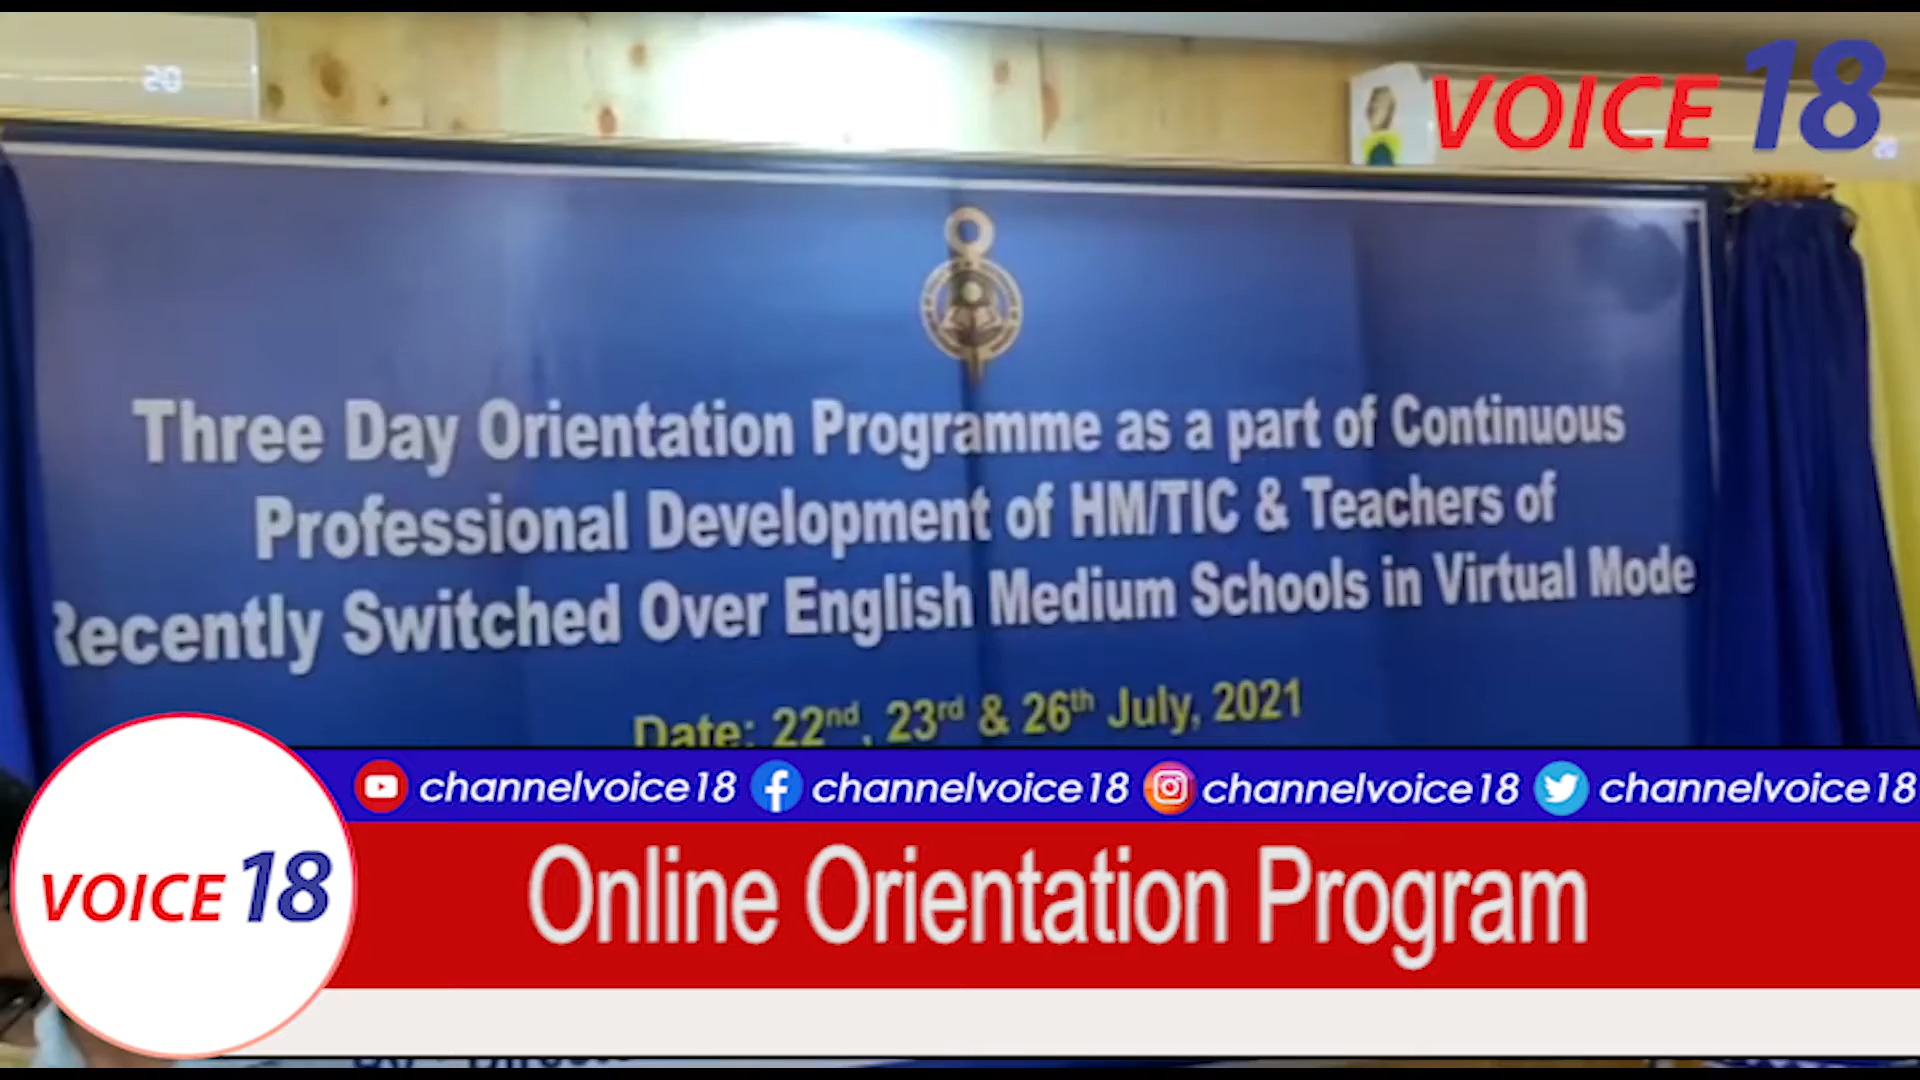 20
VOICE 18
20
Three Day Orientation Programme as a part of Continuous
Professional Development of HM/TIC & Teachers of
Recently Switched Over English Medium Schools in Virtual Mode
Date: 22nd, 23rd & 26th July, 2021
channelvoice18 channelvoice18 channelvoice18 channelvoice18
VOICE 18
Online Orientation Program